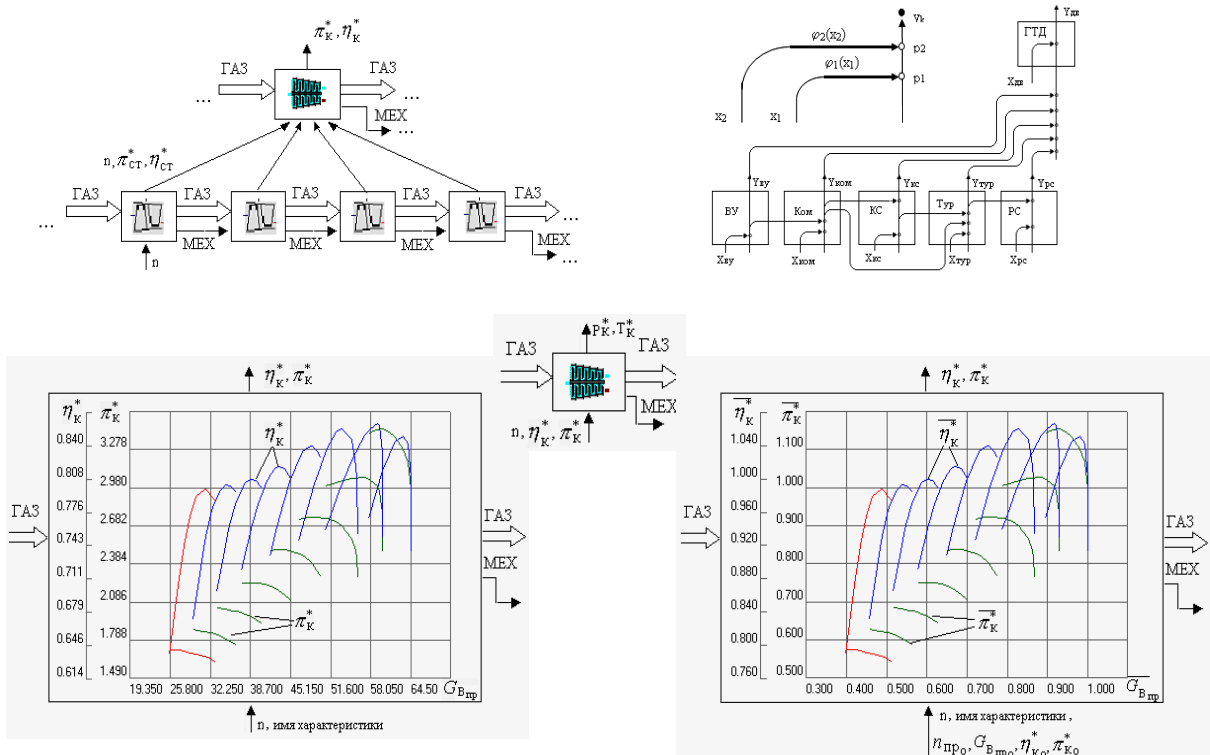 π*К, η*К
ГАЗ
ГАЗ
...
...
МЕХ
...
n, π*СТ, η*СТ
ГАЗ
ГАЗ
ГАЗ
ГАЗ
ГАЗ
...
...
МЕХ
МЕХ
МЕХ
МЕХ
...
n
Vk
φ2(x2)
p2
φ1(x1)
p1
x2
x1
Yдв
ГТД
Xдв
Yву
Yком
Yкс
Yтур
Yрс
ВУ
Ком
КС
Тур
РС
Xву
Xком
Xкс
Xтур
Xрс
P*К, T*К
ГАЗ
ГАЗ
МЕХ
n, η*К, π*К
η*К, π*К
η*К
π*К
0.840
3.278
0.808
2.980
0.776
2.682
0.743
2.384
0.711
2.086
0.679
1.788
0.646
1.490
0.614
η*К
π*К
ГАЗ
ГАЗ
МЕХ
19.350 25.800 32.250 38.700 45.150 51.600 58.050 64.50
GВпр
n, имя характеристики
η*К, π*К
η*К
π*К
1.040
1.100
1.000
1.000
0.960
0.900
0.920
0.800
0.880
0.700
0.840
0.600
0.800
0.500
0.760
η*К
π*К
ГАЗ
ГАЗ
МЕХ
0.300 0.400 0.500 0.600 0.700 0.800 0.900 1.000
GВпр
n, имя характеристики ,
nпр0, GВпр0, η*К0, π*К0